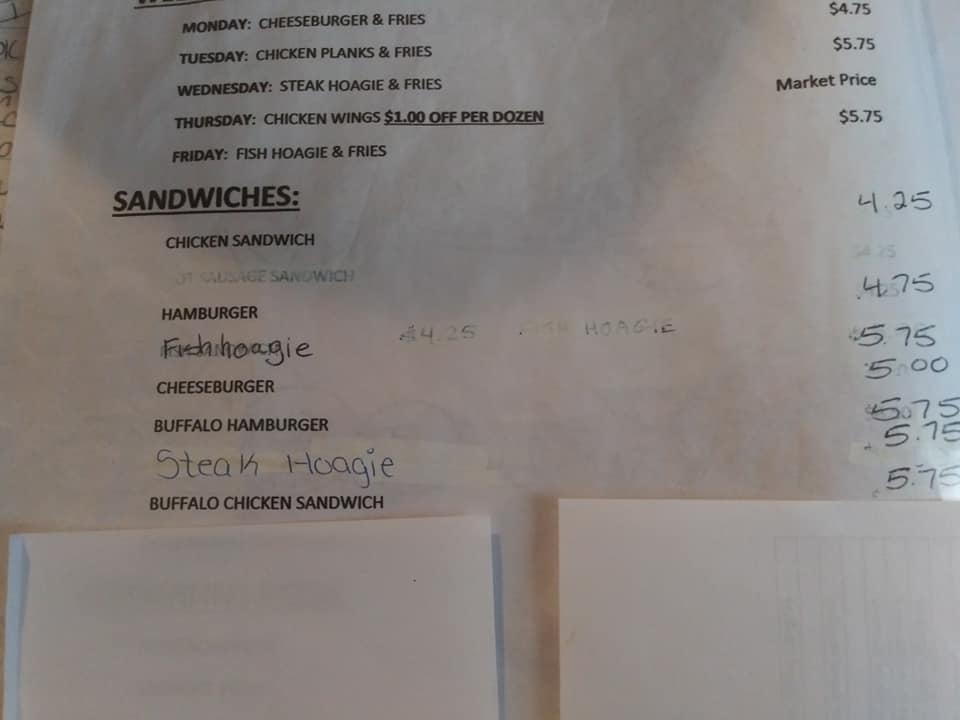 MONDAY: CHEESEBURGER & FRIES $4.75
TUESDAY: CHICKEN PLANKS & FRIES $5.75
WEDNESDAY: STEAK HOAGIE & FRIES Market Price
THURSDAY: CHICKEN WINGS $1.00 OFF PER DOZEN $5.75
FRIDAY: FISH HOAGIE & FRIES
SANDWICHES:
4.25
CHICKEN SANDWICH
$4.25
SAUSAGE SANDWICH
4.75
HAMBURGER
$4.25 FISH HOAGIE 5.75
Fish hoagie
5.00
CHEESEBURGER
5.75
BUFFALO HAMBURGER 5.75
Steak Hoagie
5.75
BUFFALO CHICKEN SANDWICH